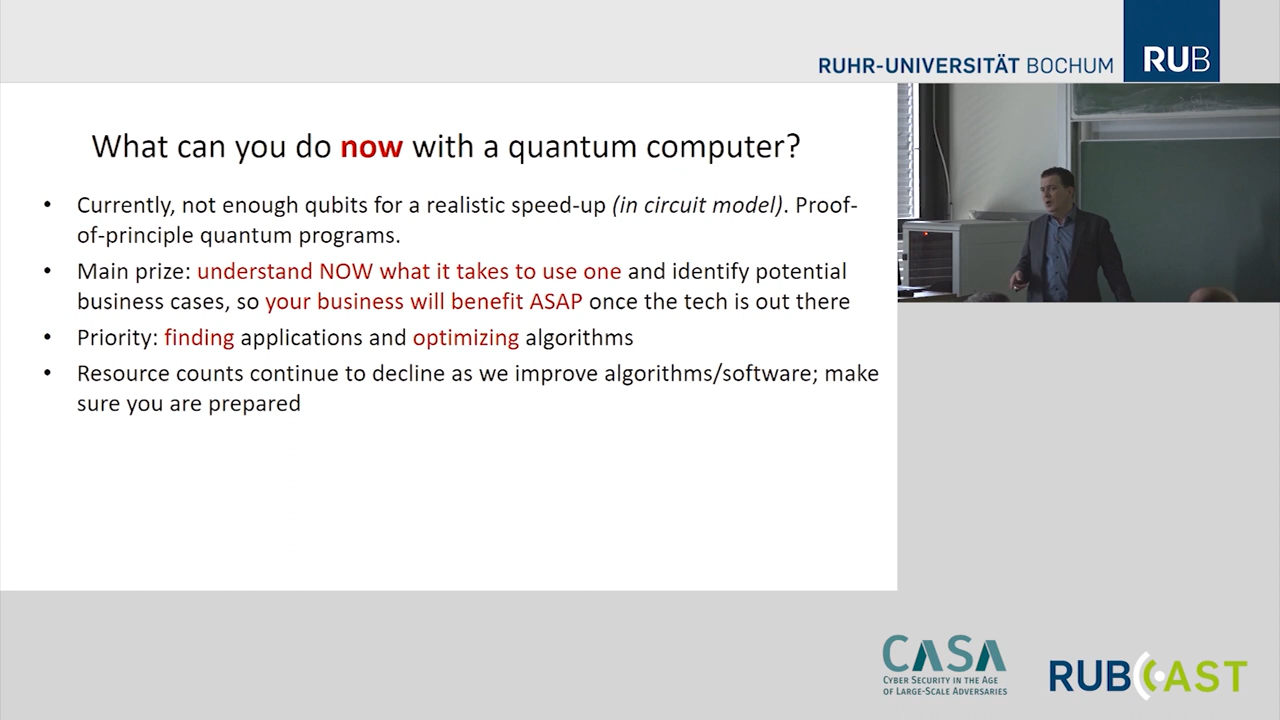 RUHR-UNIVERSITÄT BOCHUM
RUB
What can you do now with a quantum computer?
• Currently, not enough qubits for a realistic speed-up (in circuit model). Proof-
of-principle quantum programs.
• Main prize: understand NOW what it takes to use one and identify potential
business cases, so your business will benefit ASAP once the tech is out there
• Priority: finding applications and optimizing algorithms
• Resource counts continue to decline as we improve algorithms/software; make
sure you are prepared
CASA
CYBER SECURITY IN THE AGE
OF LARGE-SCALE ADVERSARIES
RUBCAST